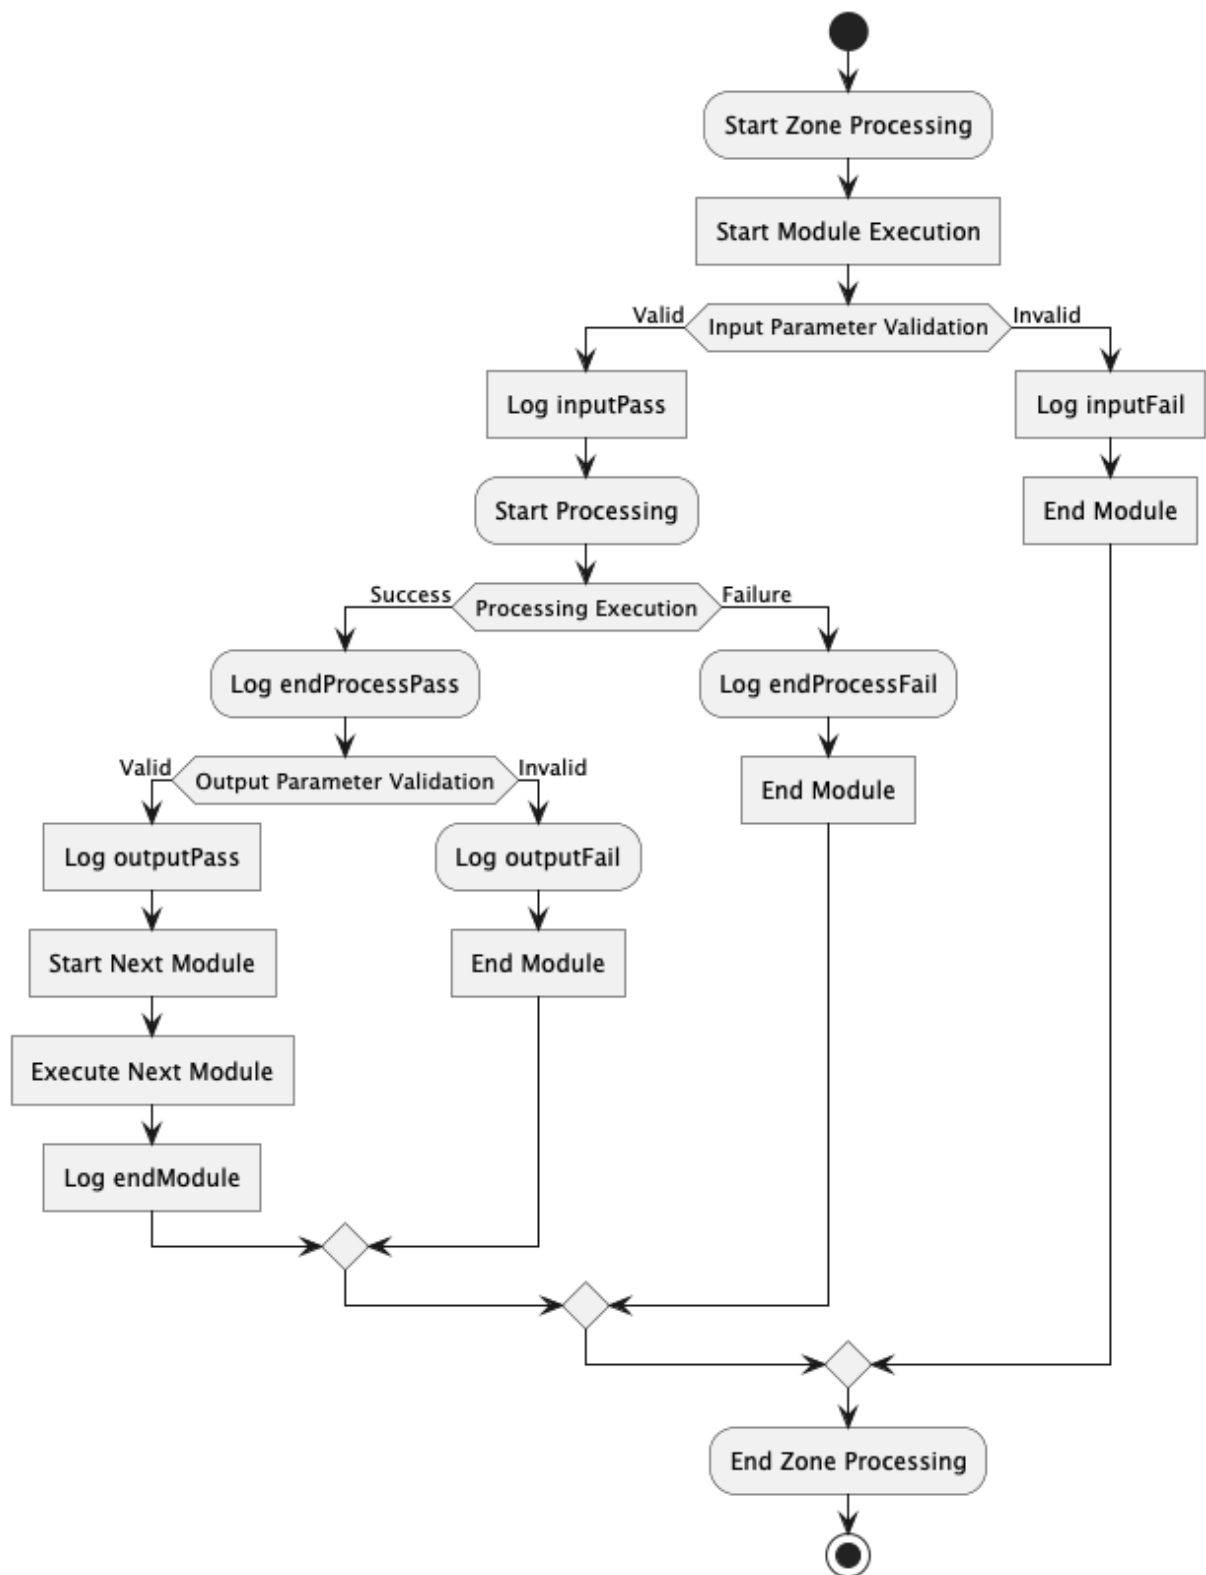 Start Zone Processing
Start Module Execution
Valid
Input Parameter Validation
Invalid
Log inputPass
Log inputFail
Start Processing
End Module
Success
Processing Execution
Failure
Log endProcessPass
Log endProcessFail
Valid
Output Parameter Validation
Invalid
End Module
Log outputPass
Log outputFail
Start Next Module
End Module
Execute Next Module
Log endModule
End Zone Processing